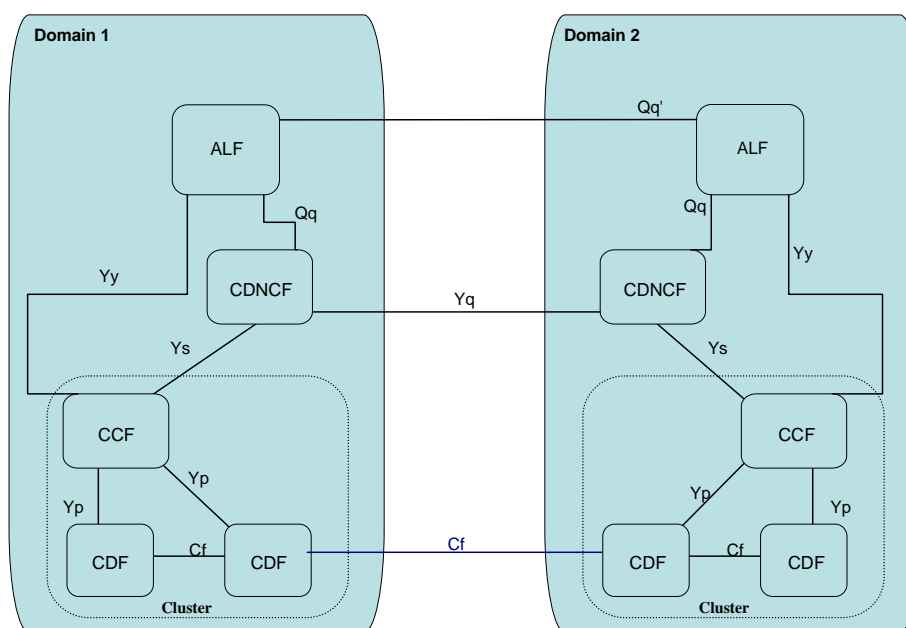 Domain 1
Domain 2
Qq'
ALF
ALF
Qq
Qq
Yy
Yy
CDNCF
CDNCF
Yq
Ys
Ys
CCF
CCF
Yp
Yp
Yp
Yp
Cf
Cf
Cf
CDF
CDF
CDF
CDF
Cluster
Cluster